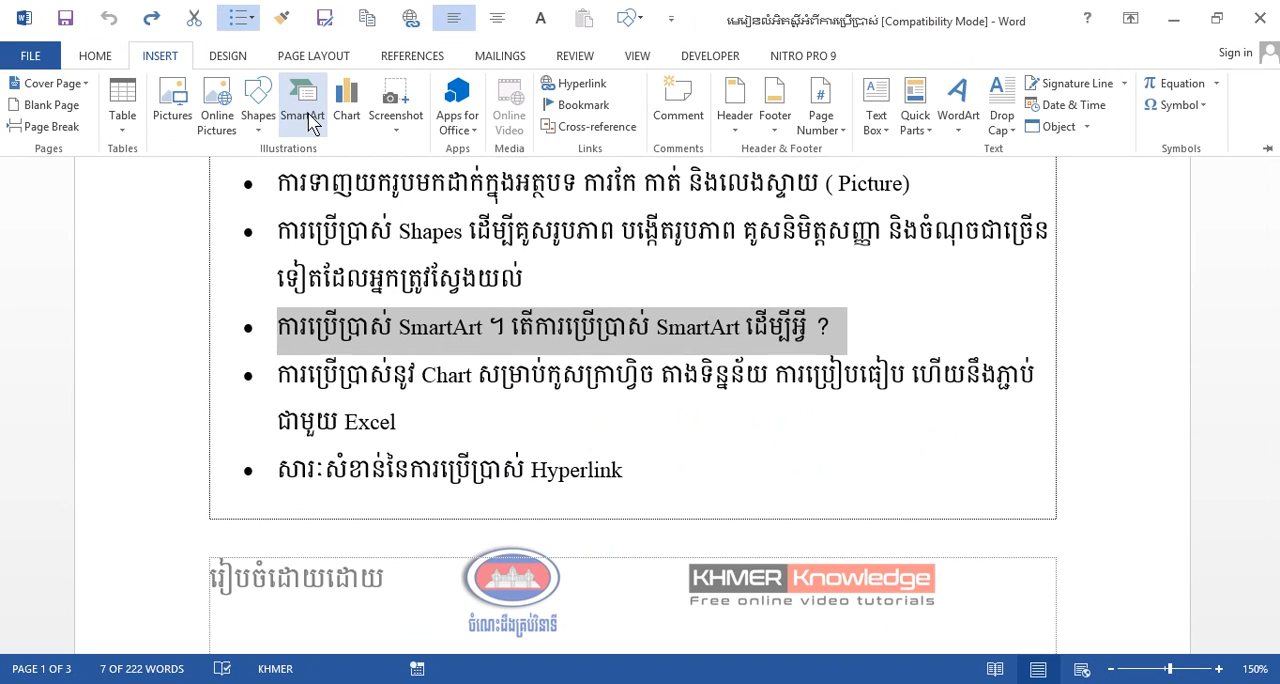 មេរៀនលំអិតស្តីអំពីការប្រើប្រាស់ [Compatibility Mode] - Word
FILE HOME INSERT DESIGN PAGE LAYOUT REFERENCES MAILINGS REVIEW VIEW DEVELOPER NITRO PRO 9 Sign in
Cover Page
Blank Page
Page Break
Pages
Table
Tables
Pictures
Online Pictures
Shapes
SmartArt
Chart
Screenshot
Illustrations
Apps for Office
Apps
Online Video
Media
Hyperlink
Bookmark
Cross-reference
Links
Comment
Comments
Header
Footer
Page Number
Header & Footer
Text Box
Quick Parts
WordArt
Drop Cap
Signature Line
Date & Time
Object
Text
Equation
Symbol
Symbols
• ការទាញយករូបមកដាក់ក្នុងអត្ថបទ ការកែ កាត់ និងលេងស្ទាយ ( Picture)
• ការប្រើប្រាស់ Shapes ដើម្បីគូសរូបភាព បង្កើតរូបភាព គូសនិមិត្តសញ្ញា និងចំណុចជាច្រើន
ទៀតដែលអ្នកត្រូវស្វែងយល់
• ការប្រើប្រាស់ SmartArt ។ តើការប្រើប្រាស់ SmartArt ដើម្បីអ្វី ?
• ការប្រើប្រាស់នូវ Chart សម្រាប់កូសក្រាហ្វិច តាងទិន្នន័យ ការប្រៀបធៀប ហើយនឹងភ្ជាប់
ជាមួយ Excel
• សារៈសំខាន់នៃការប្រើប្រាស់ Hyperlink
រៀបចំដោយដោយ
ចំណេះដឹងគ្រប់វិនាទី
KHMER Knowledge
Free online video tutorials
PAGE 1 OF 3 7 OF 222 WORDS KHMER 150%